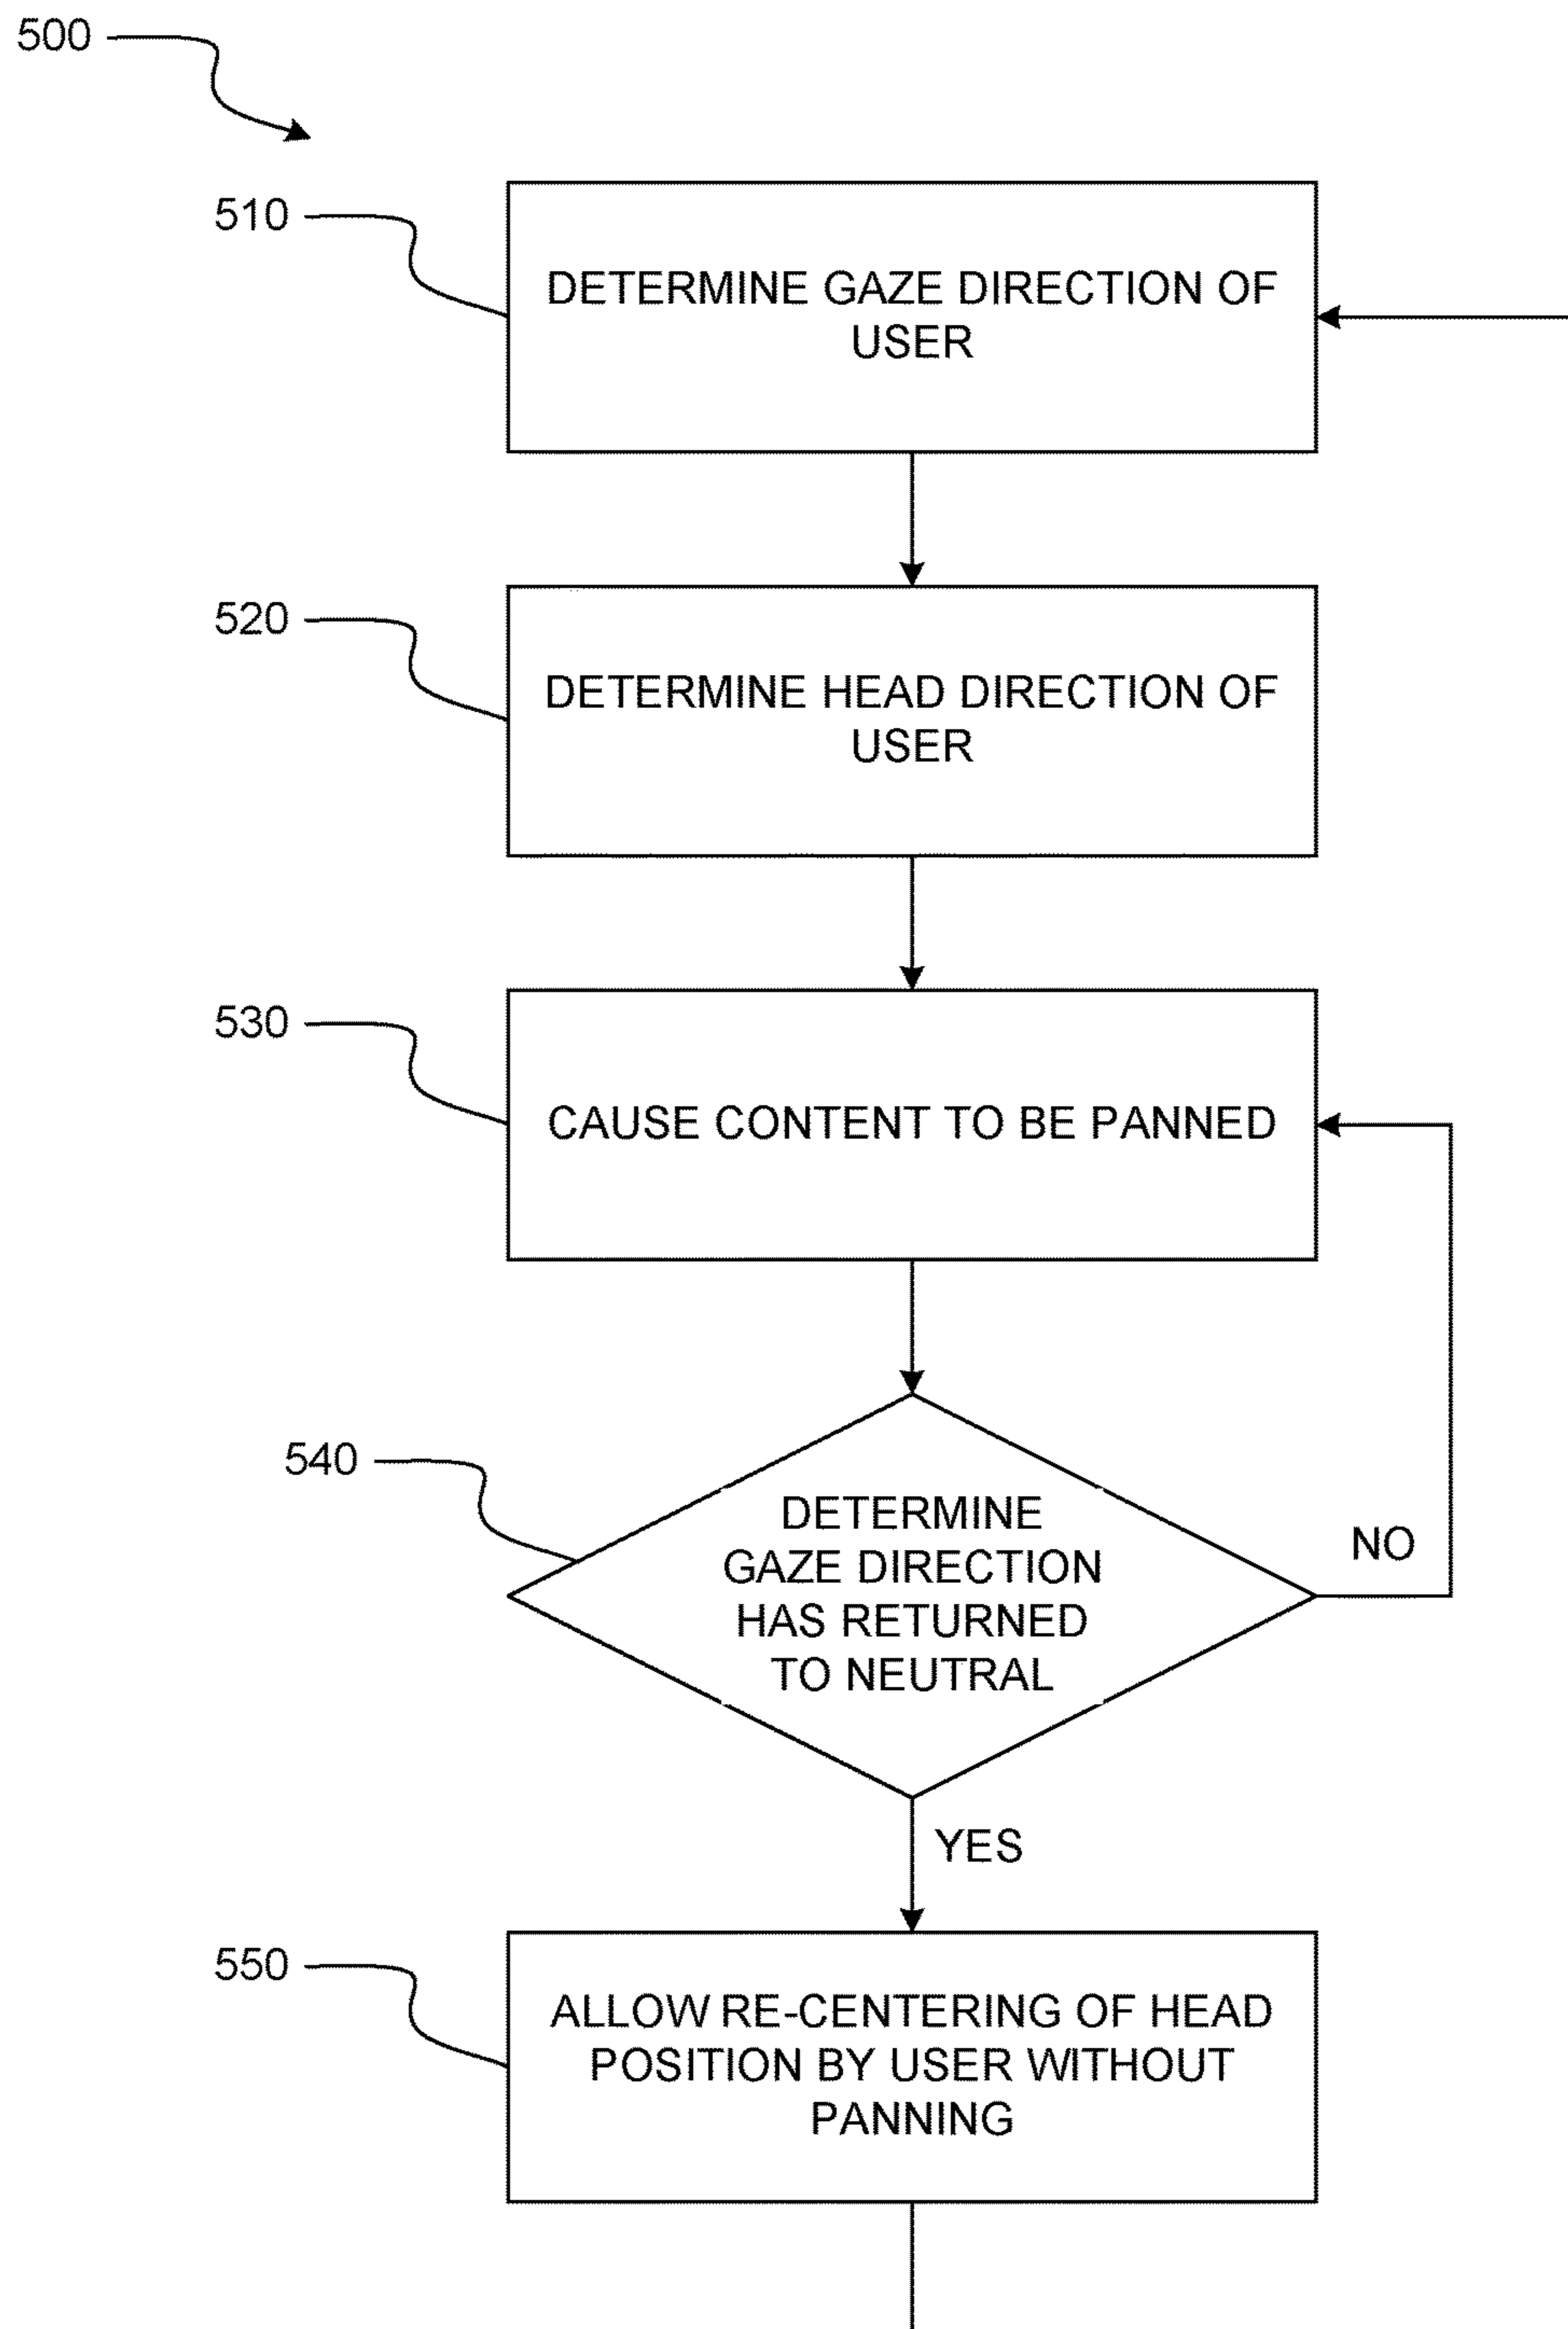 500
510
DETERMINE GAZE DIRECTION OF
USER
520
DETERMINE HEAD DIRECTION OF
USER
530
CAUSE CONTENT TO BE PANNED
540
DETERMINE
GAZE DIRECTION
HAS RETURNED
TO NEUTRAL
NO
YES
550
ALLOW RE-CENTERING OF HEAD
POSITION BY USER WITHOUT
PANNING